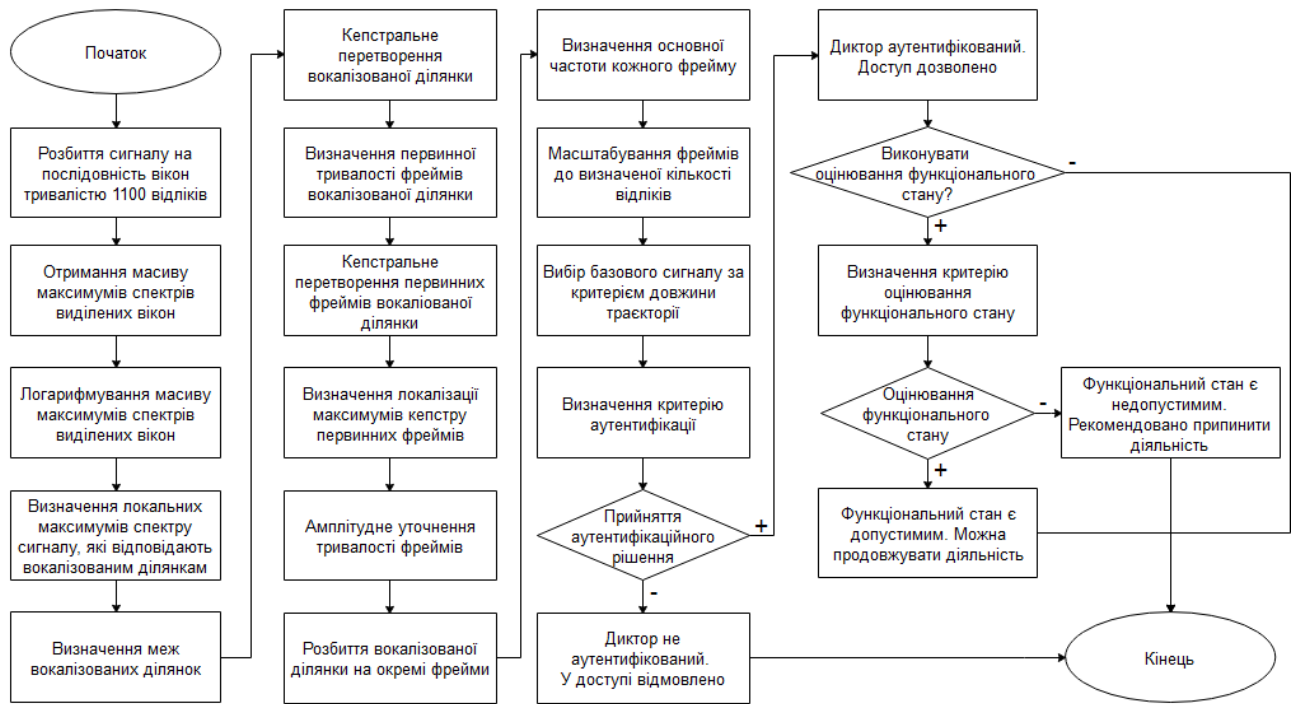 Початок
Розбиття сигналу на
послідовність вікон
тривалістю 1100 відліків
Отримання масиву
максимумів спектрів
виділених вікон
Логарифмування масиву
максимумів спектрів
виділених вікон
Визначення локальних
максимумів спектру
сигналу, які відповідають
вокалізованим ділянкам
Визначення меж
вокалізованих ділянок
Кепстральне
перетворення
вокалізованої
ділянки
Визначення первинної
тривалості фреймів
вокалізованої ділянки
Кепстральне
перетворення первинних
фреймів вокаліованої
ділянки
Визначення локалізації
максимумів кепстру
первинних фреймів
Амплітудне уточнення
тривалості фреймів
Розбиття вокалізованої
ділянки на окремі фрейми
Визначення основної
частоти кожного фрейму
Масштабування фреймів
до визначеної кількості
відліків
Вибір базового сигналу за
критерієм довжини
траєкторії
Визначення критерію
аутентифікації
Прийняття
аутентифікаційного
рішення
+
-
Диктор не
аутентифікований.
У доступі відмовлено
Диктор аутентифікований.
Доступ дозволено
Виконувати
оцінювання функціонального
стану?
-
+
Визначення критерію
оцінювання
функціонального стану
Оцінювання
функціонального
стану
-
+
Функціональний стан є
недопустимим.
Рекомендовано припинити
діяльність
Функціональний стан є
допустимим. Можна
продовжувати діяльність
Кінець